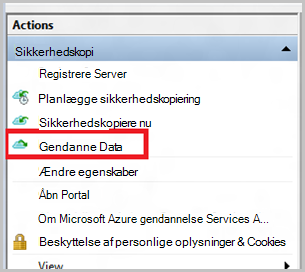 Actions
Sikkerhedskopi
Registrere Server
Planlægge sikkerhedskopiering
Sikkerhedskopiere nu
Gendanne Data
Ændre egenskaber
Åbn Portal
Om Microsoft Azure gendannelse Services A...
Beskyttelse af personlige oplysninger & Cookies
View